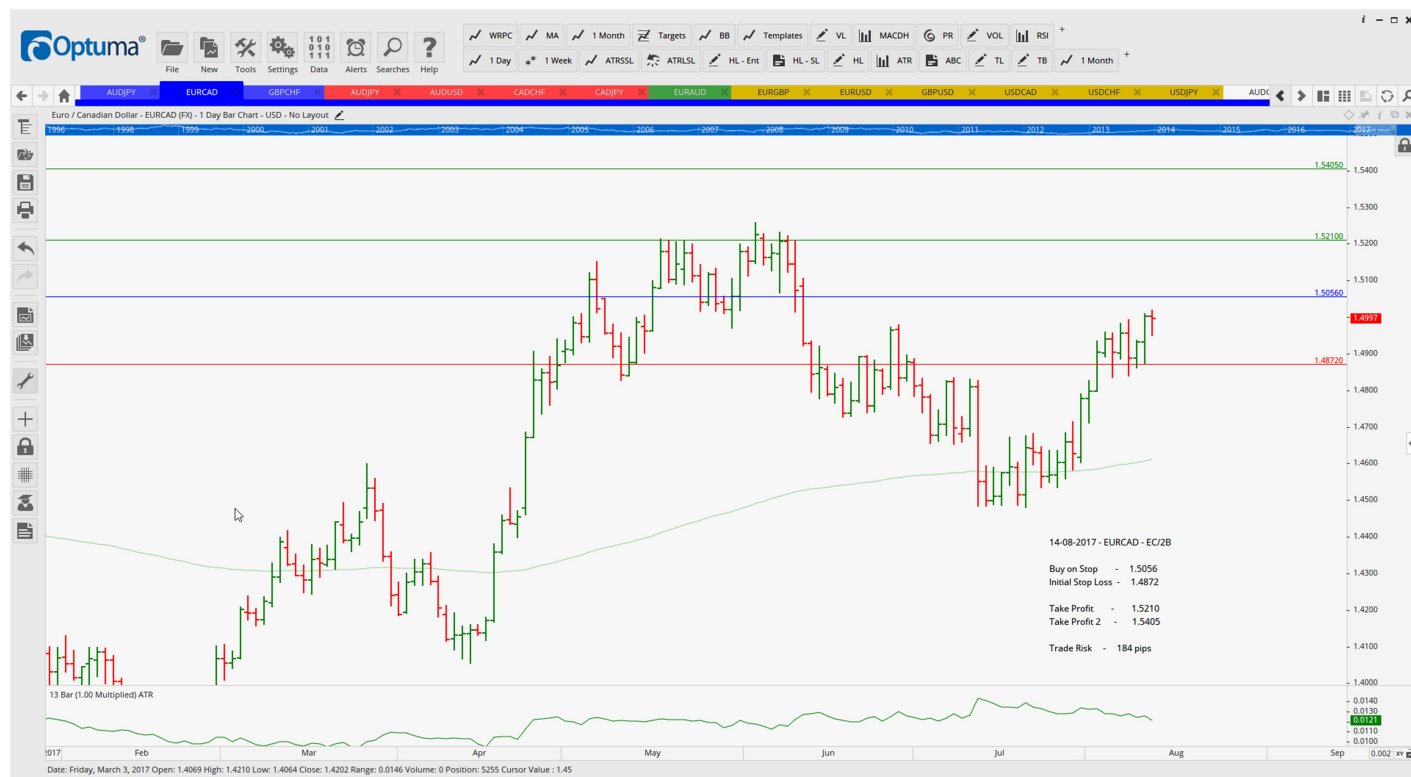 Optuma®
File New Tools Settings Data Alerts Searches Help
WRPC MA 1 Month Targets BB Templates VL MACDH PR VOL RSI +
1 Day 1 Week ATRSSL ATRLSL HL - Ent HL - SL HL ATR ABC TL TB 1 Month +
AUDJPY EURCAD GBPCHF AUDJPY AUDUSD CADCHF CADJPY EURAUD EURGBP EURUSD GBPUSD USDCAD USDCHF USDJPY
Euro / Canadian Dollar - EURCAD (FX) - 1 Day Bar Chart - USD - No Layout
1996 1998 1999 2000 2001 2002 2003 2004 2005 2006 2007 2008 2009 2010 2011 2012 2013 2014 2015 2016 2017
1.54050
1.5400
1.5300
1.52100
1.5200
1.5100
1.50560
1.4997
1.4900
1.48720
1.4800
1.4700
1.4600
1.4500
1.4400
1.4300
1.4200
1.4100
1.4000
14-08-2017 - EURCAD - EC/2B
Buy on Stop - 1.5056
Initial Stop Loss - 1.4872
Take Profit - 1.5210
Take Profit 2 - 1.5405
Trade Risk - 184 pips
13 Bar (1.00 Multiplied) ATR
0.0140
0.0130
0.0121
0.0110
0.0100
2017 Feb Mar Apr May Jun Jul Aug Sep 0.002 XY
Date: Friday, March 3, 2017 Open: 1.4069 High: 1.4210 Low: 1.4064 Close: 1.4202 Range: 0.0146 Volume: 0 Position: 5255 Cursor Value : 1.45